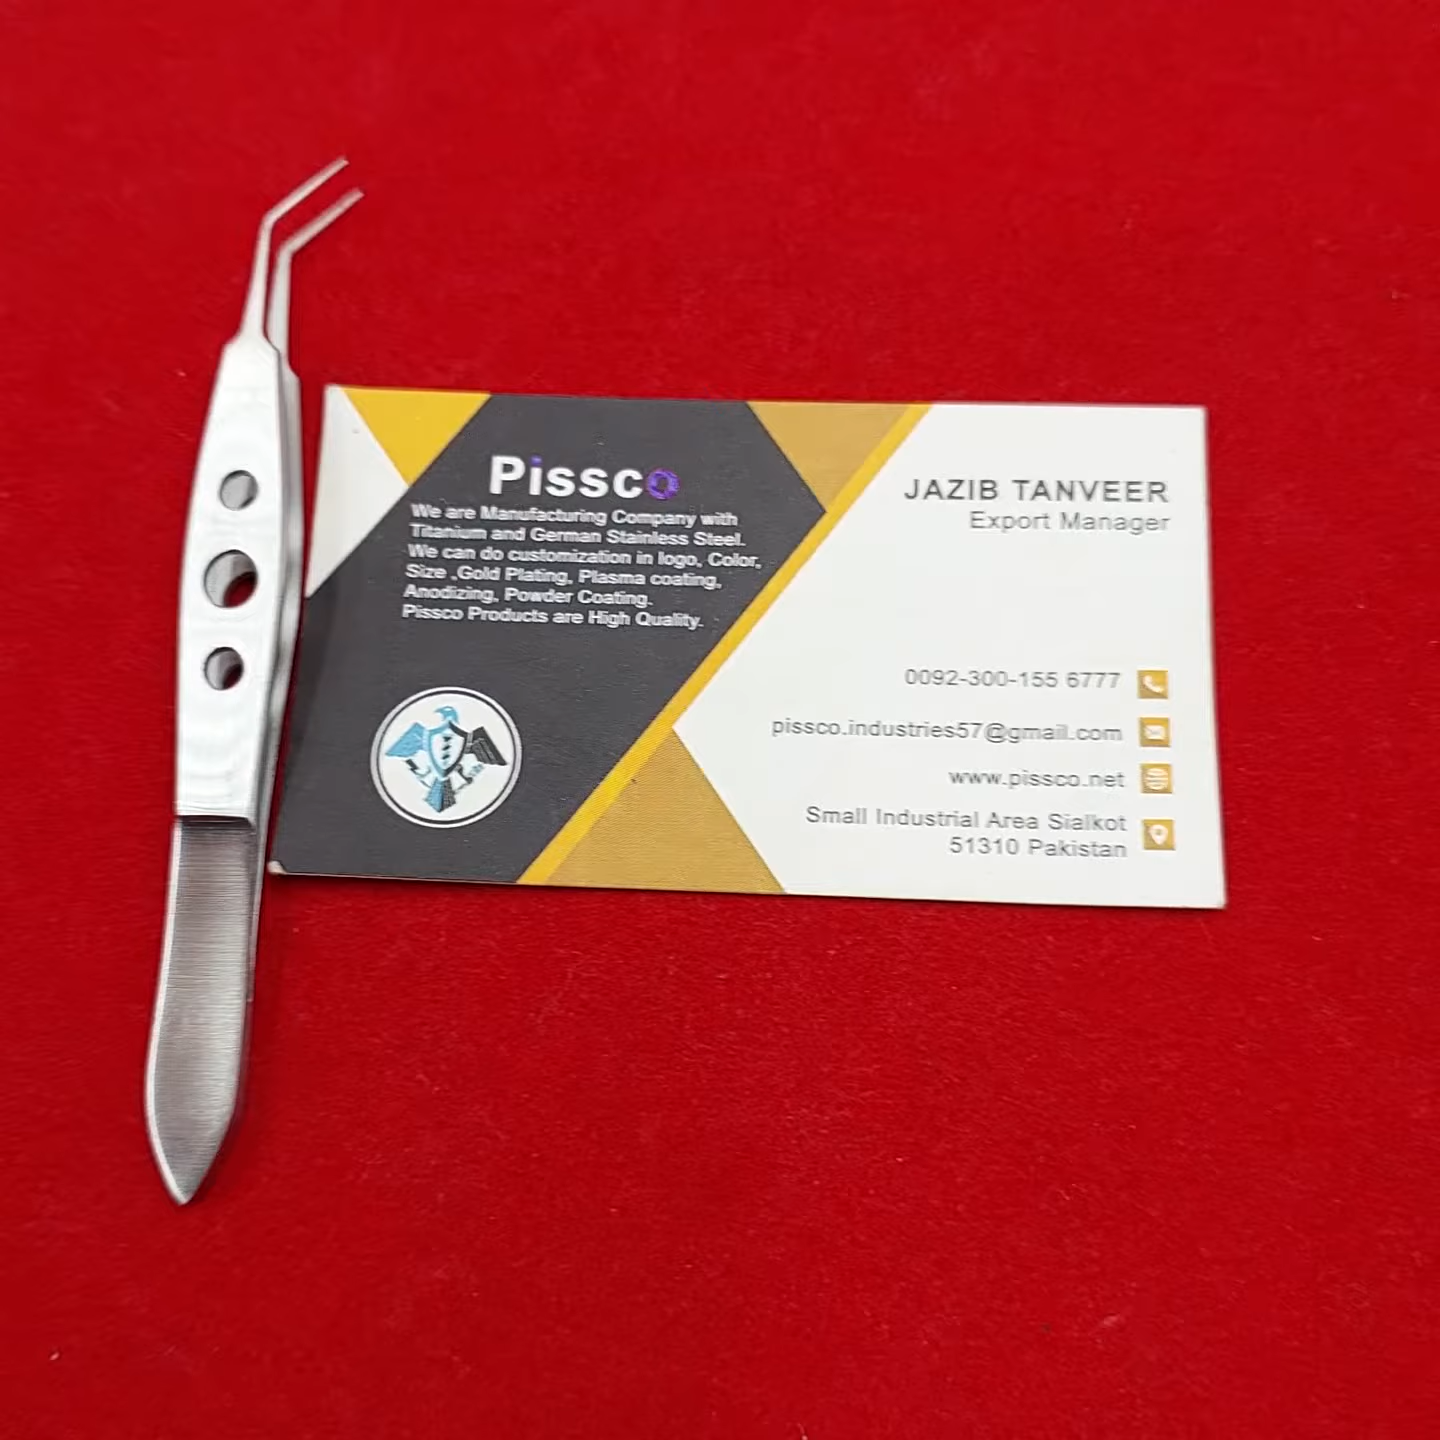 Pissco
We are Manufacturing Company with
Titanium and German Stainless Steel.
We can do customization in logo, Color,
Size .Gold Plating, Plasma coating,
Anodizing, Powder Coating.
Pissco Products are High Quality.
JAZIB TANVEER
Export Manager
0092-300-155 6777
pissco.industries57@gmail.com
www.pissco.net
Small Industrial Area Sialkot
51310 Pakistan